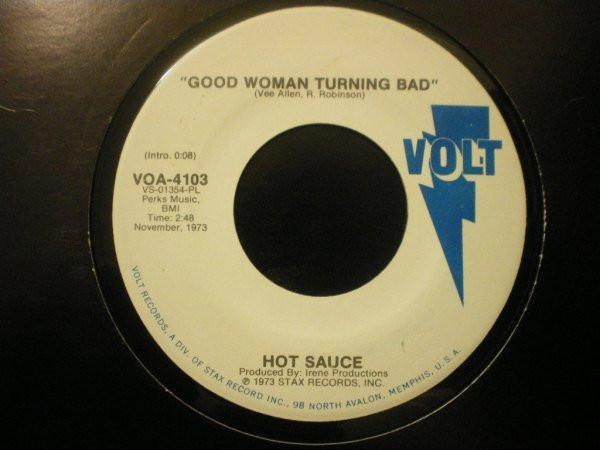 "GOOD WOMAN TURNING BAD"
(Vee Allen, R. Robinson)
(Intro. 0:08)
VOA-4103
VS-01354-PL
Perks Music,
BMI
Time: 2:48
November, 1973
VOLT
HOT SAUCE
Produced By: Irene Productions
℗ 1973 STAX RECORDS, INC.
VOLT RECORDS, A DIV. OF STAX RECORD INC., 98 NORTH AVALON, MEMPHIS, U.S.A.